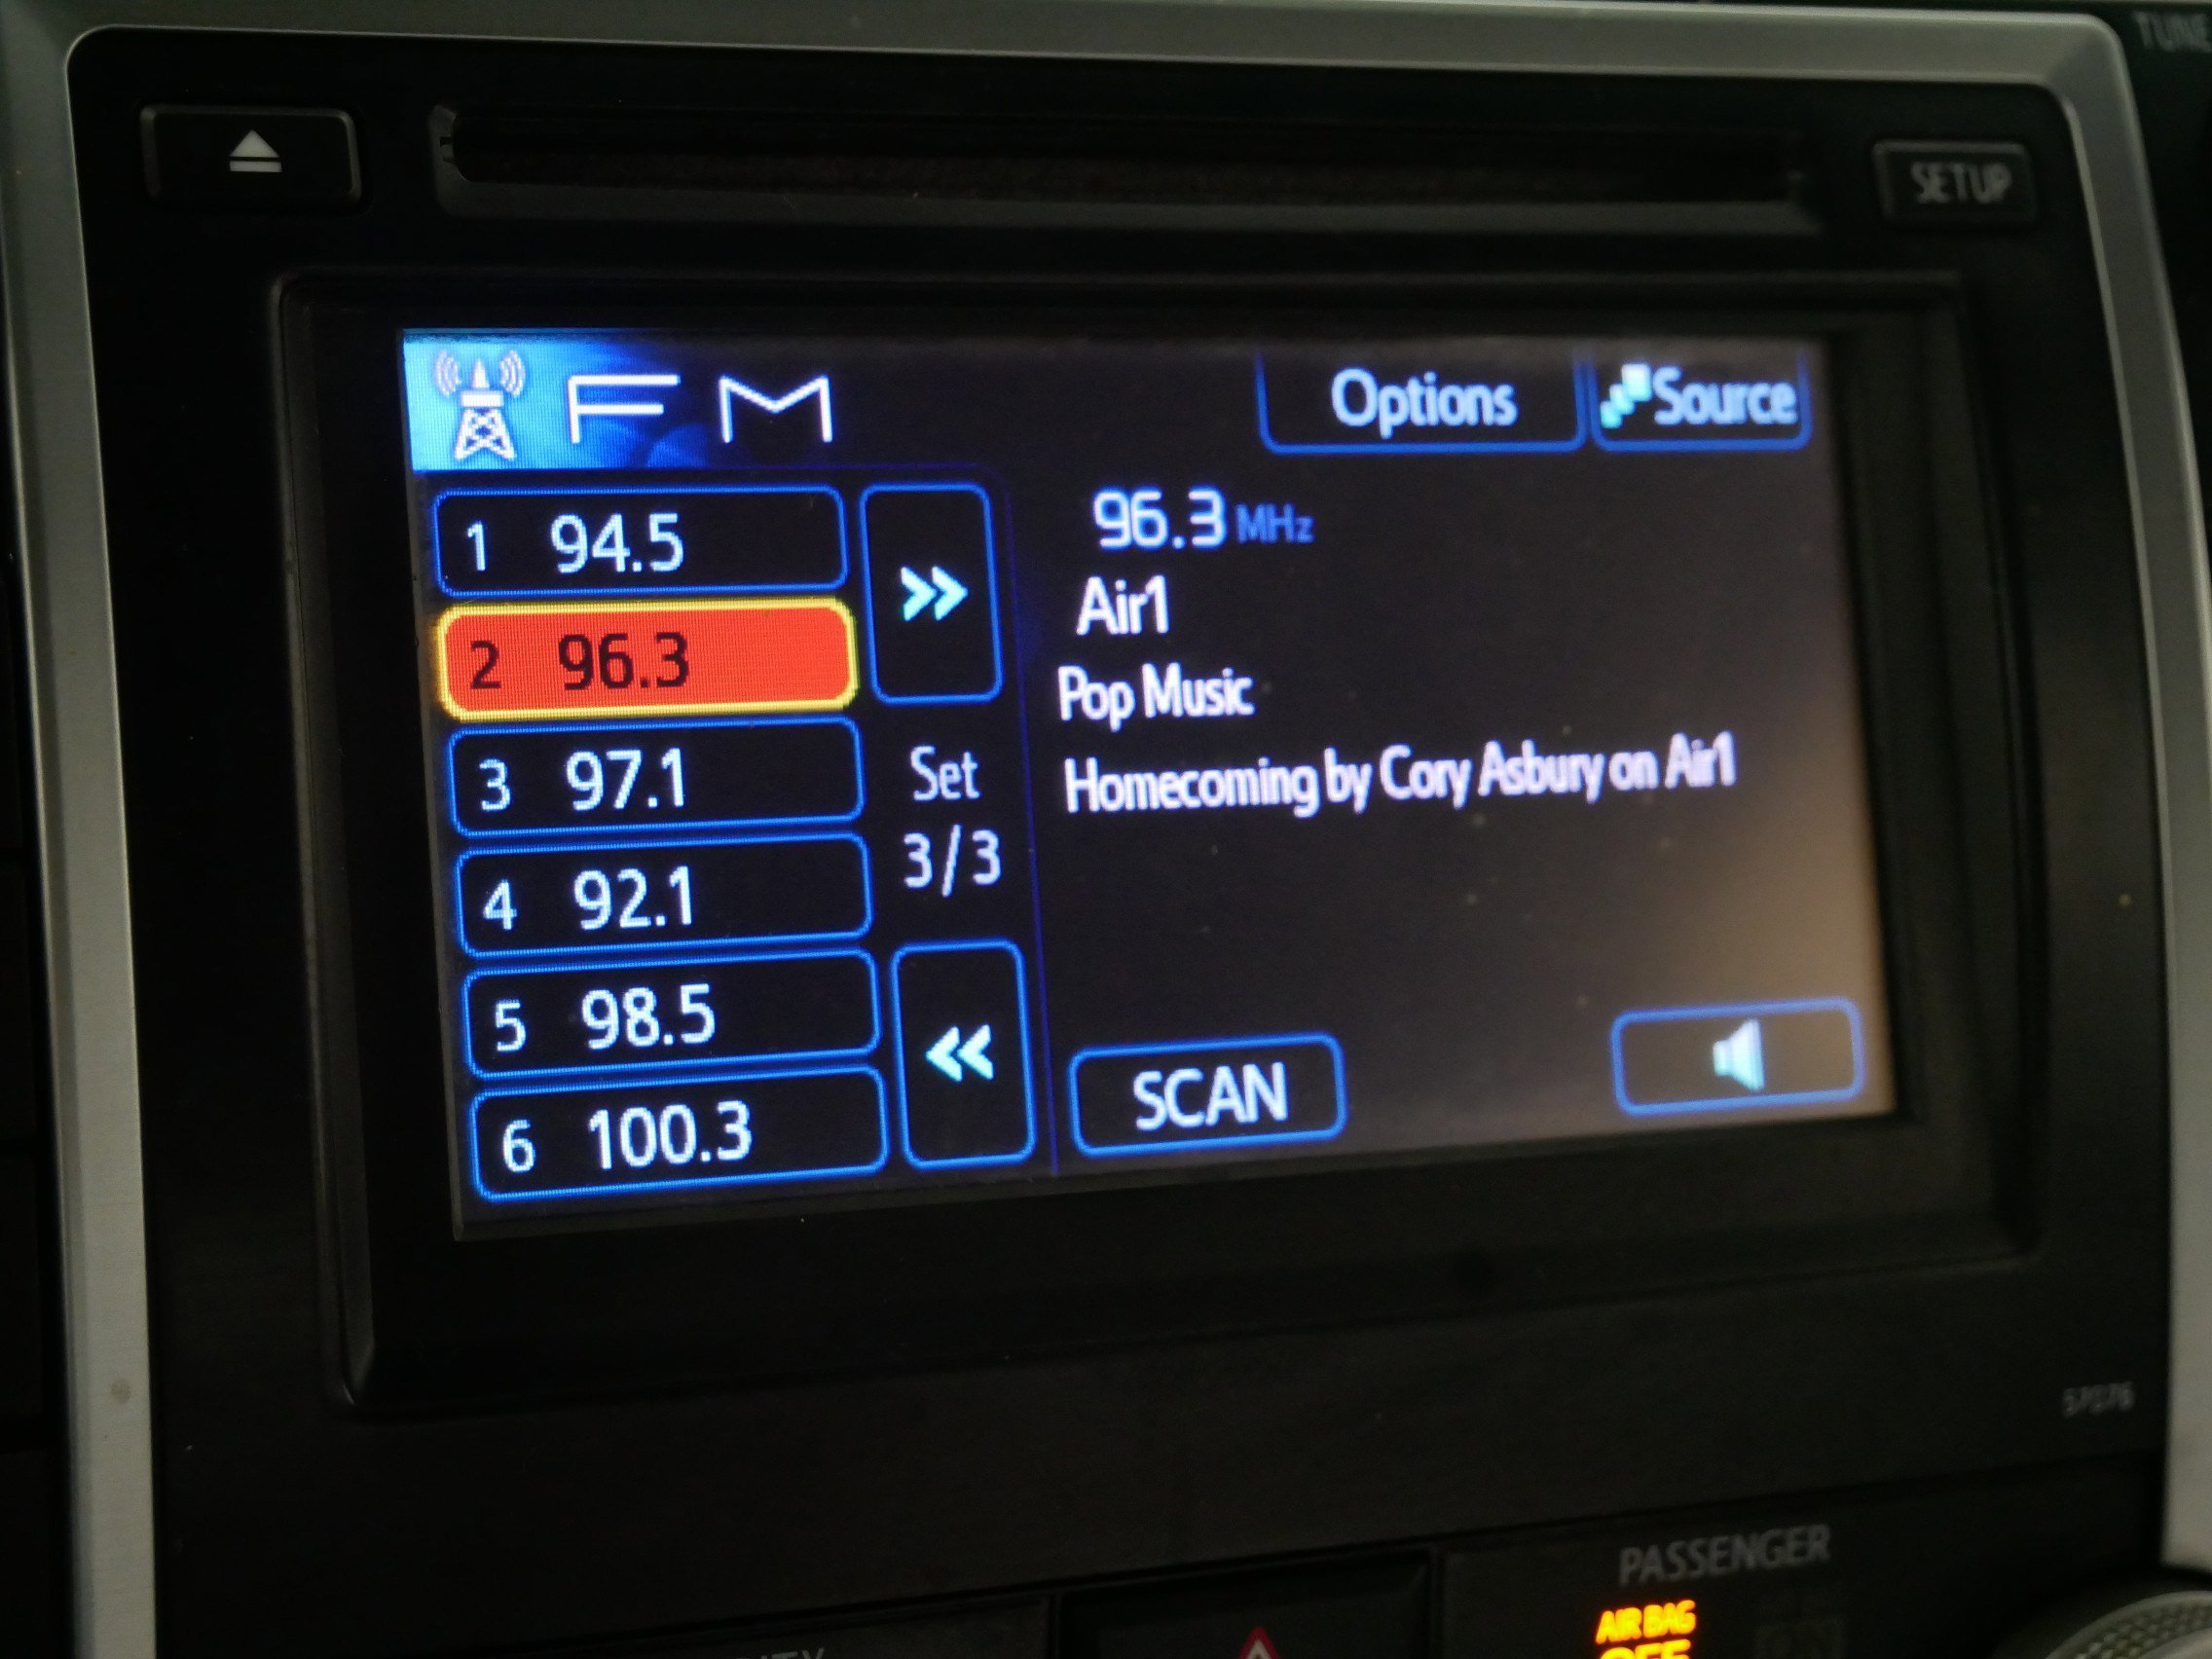 TUNE
SETUP
FM
Options
Source
1 94.5
2 96.3
3 97.1
4 92.1
5 98.5
6 100.3
Set
3/3
96.3 MHz
Air1
Pop Music
Homecoming by Cory Asbury on Air1
SCAN
PASSENGER
AIR BAG
OFF